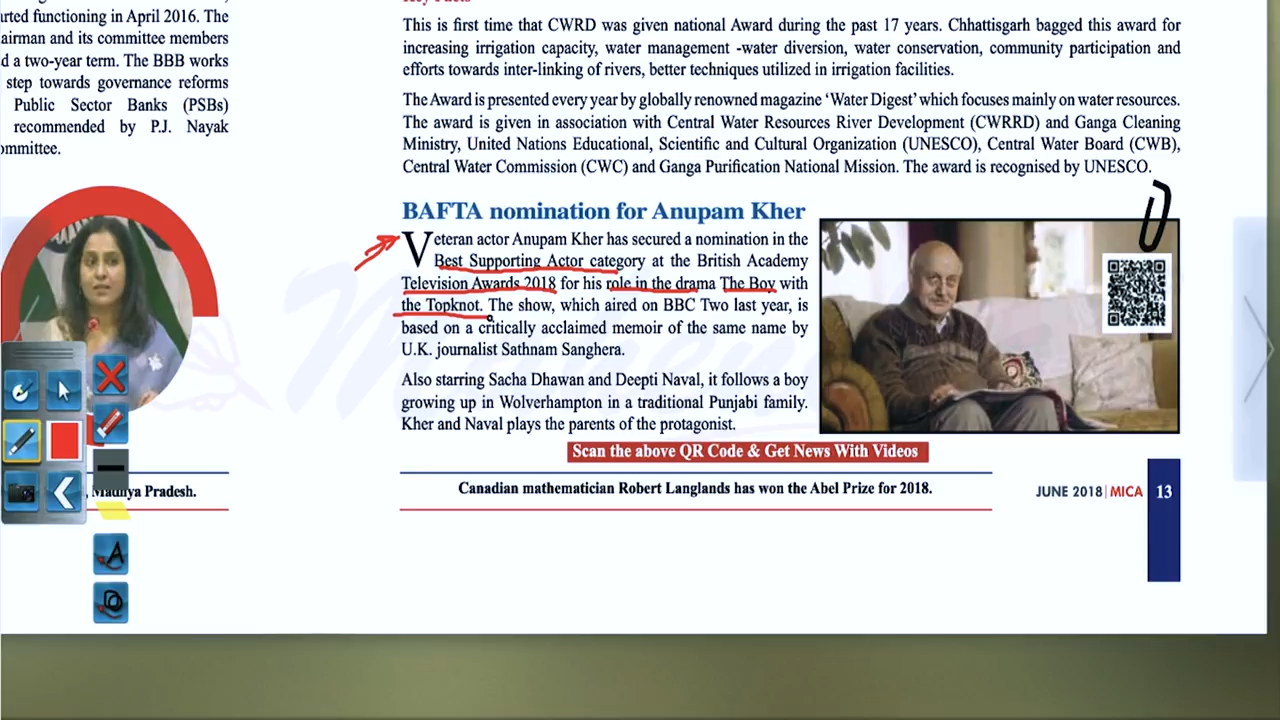 arted functioning in April 2016. The
airman and its committee members
d a two-year term. The BBB works
step towards governance reforms
Public Sector Banks (PSBs)
recommended by P.J. Nayak
ommittee.
, Madhya Pradesh.
Key Facts
This is first time that CWRD was given national Award during the past 17 years. Chhattisgarh bagged this award for
increasing irrigation capacity, water management -water diversion, water conservation, community participation and
efforts towards inter-linking of rivers, better techniques utilized in irrigation facilities.
The Award is presented every year by globally renowned magazine ‘Water Digest’ which focuses mainly on water resources.
The award is given in association with Central Water Resources River Development (CWRRD) and Ganga Cleaning
Ministry, United Nations Educational, Scientific and Cultural Organization (UNESCO), Central Water Board (CWB),
Central Water Commission (CWC) and Ganga Purification National Mission. The award is recognised by UNESCO.
BAFTA nomination for Anupam Kher
Veteran actor Anupam Kher has secured a nomination in the
Best Supporting Actor category at the British Academy
Television Awards 2018 for his role in the drama The Boy with
the Topknot. The show, which aired on BBC Two last year, is
based on a critically acclaimed memoir of the same name by
U.K. journalist Sathnam Sanghera.
Also starring Sacha Dhawan and Deepti Naval, it follows a boy
growing up in Wolverhampton in a traditional Punjabi family.
Kher and Naval plays the parents of the protagonist.
Scan the above QR Code & Get News With Videos
Canadian mathematician Robert Langlands has won the Abel Prize for 2018.
JUNE 2018|MICA 13